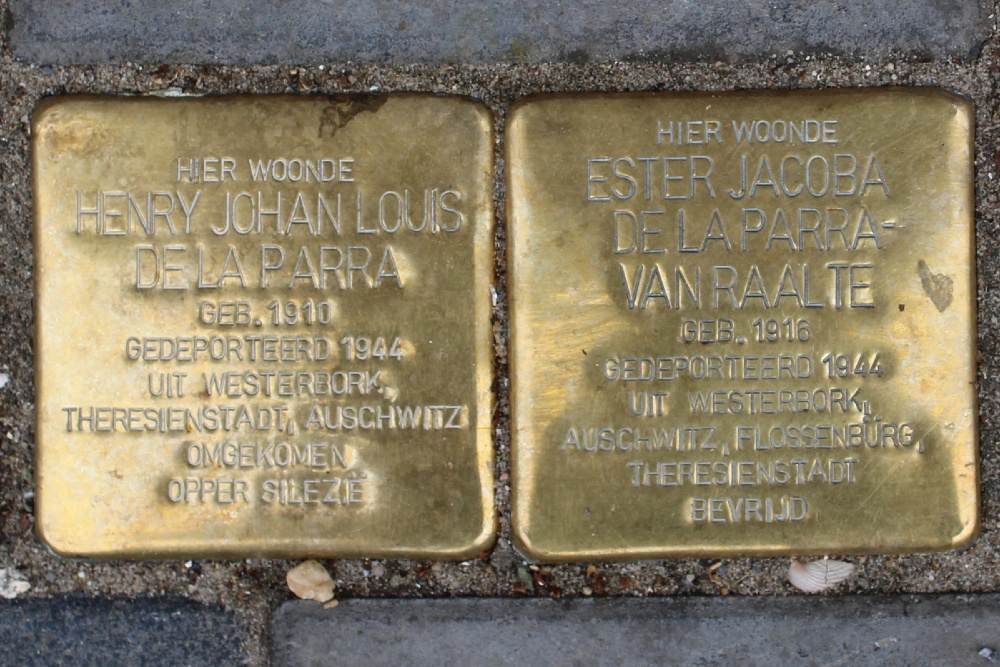 HIER WOONDE
HENRY JOHAN LOUIS
DE LA PARRA
GEB. 1910
GEDEPORTEERD 1944
UIT WESTERBORK,
THERESIENSTADT, AUSCHWITZ
OMGEKOMEN
OPPER SILEZIË
HIER WOONDE
ESTER JACOBA
DE LA PARRA-
VAN RAALTE
GEB. 1916
GEDEPORTEERD 1944
UIT WESTERBORK,
AUSCHWITZ, FLOSSENBÜRG,
THERESIENSTADT
BEVRIJD